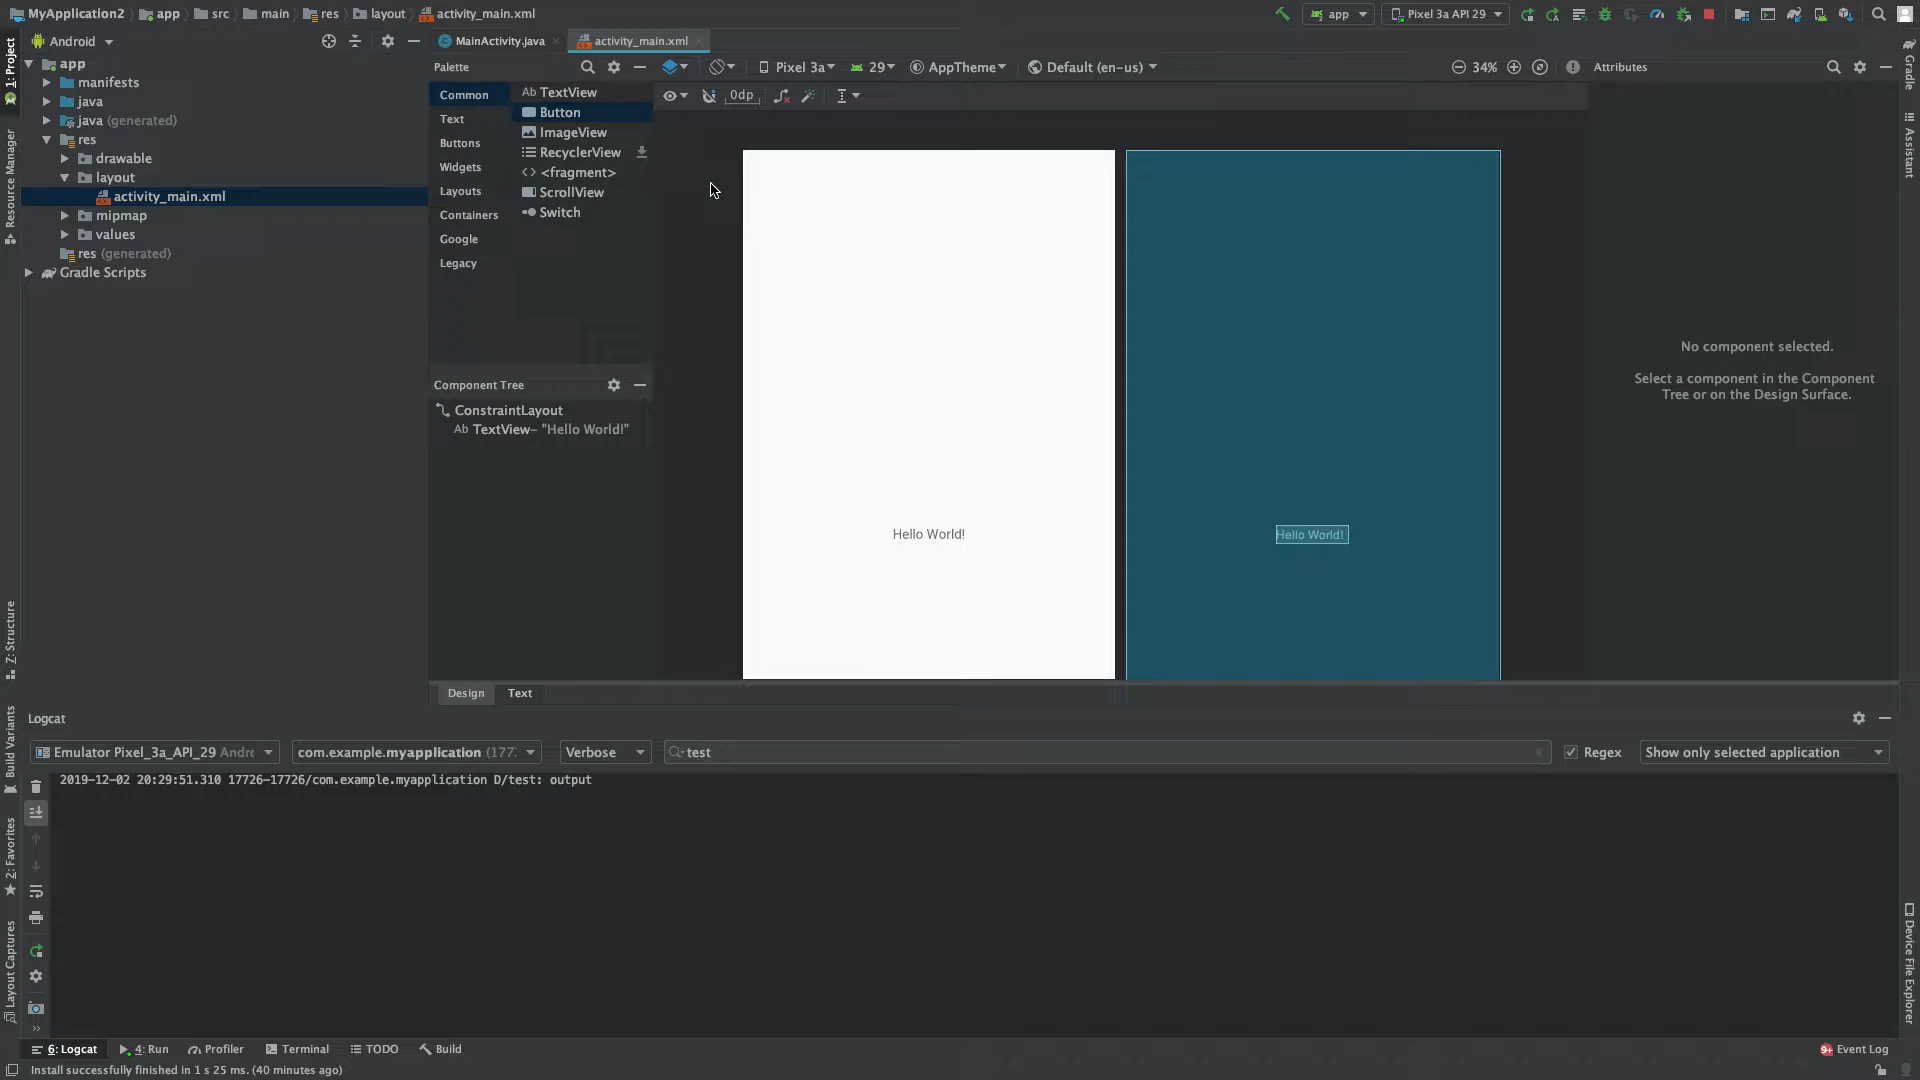 MyApplication2 app src main res layout activity_main.xml app Pixel 3a API 29
Android MainActivity.java activity_main.xml
Palette Pixel 3a 29 AppTheme Default (en-us) 34% Attributes
app
manifests
java
java (generated)
res
drawable
layout
activity_main.xml
mipmap
values
res (generated)
Gradle Scripts
Common
Text
Buttons
Widgets
Layouts
Containers
Google
Legacy
Ab TextView
Button
ImageView
RecyclerView
<> <fragment>
ScrollView
Switch
0dp
Component Tree
ConstraintLayout
Ab TextView- "Hello World!"
Hello World!
Hello World!
No component selected.
Select a component in the Component
Tree or on the Design Surface.
Design Text
Logcat
Emulator Pixel_3a_API_29 Andrc com.example.myapplication (177: Verbose test Regex Show only selected application
2019-12-02 20:29:51.310 17726-17726/com.example.myapplication D/test: output
1: Project
Resource Manager
Z: Structure
Build Variants
2: Favorites
Layout Captures
Gradle
Assistant
Device File Explorer
6: Logcat 4: Run Profiler Terminal TODO Build 9+ Event Log
Install successfully finished in 1 s 25 ms. (40 minutes ago)